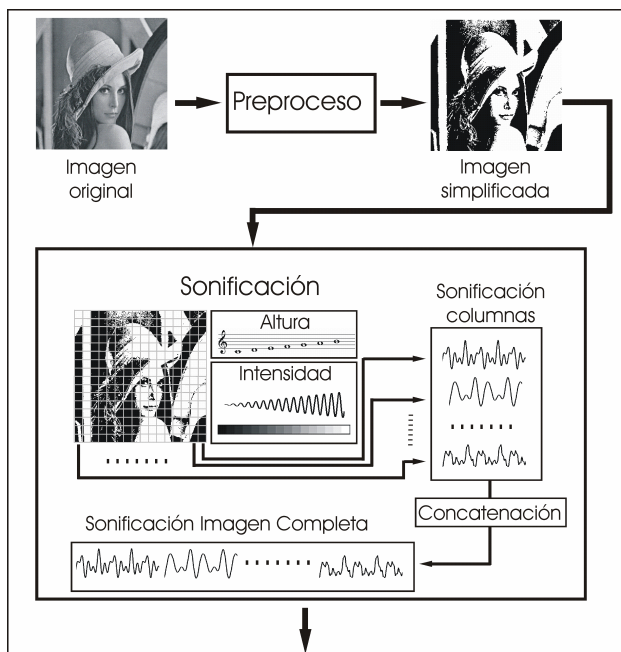 Preproceso
Imagen
original
Imagen
simplificada
Sonificación
Altura
Intensidad
Sonificación
columnas
Concatenación
Sonificación Imagen Completa